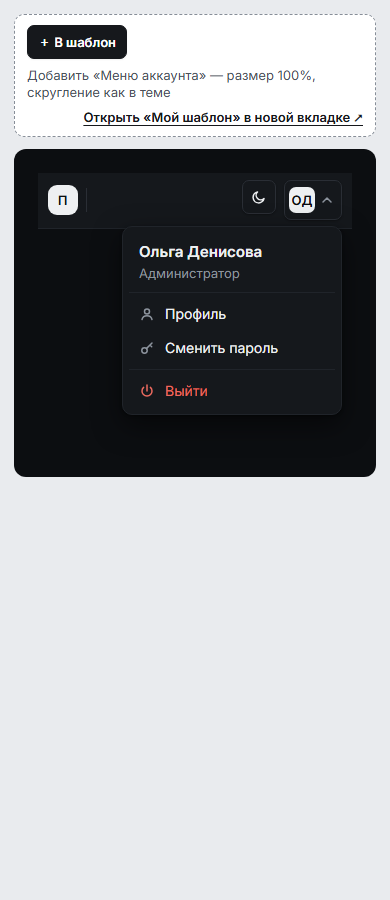 + В шаблон
Добавить «Меню аккаунта» — размер 100%,
скругление как в теме
Открыть «Мой шаблон» в новой вкладке ↗
П
ОД
Ольга Денисова
Администратор
Профиль
Сменить пароль
Выйти